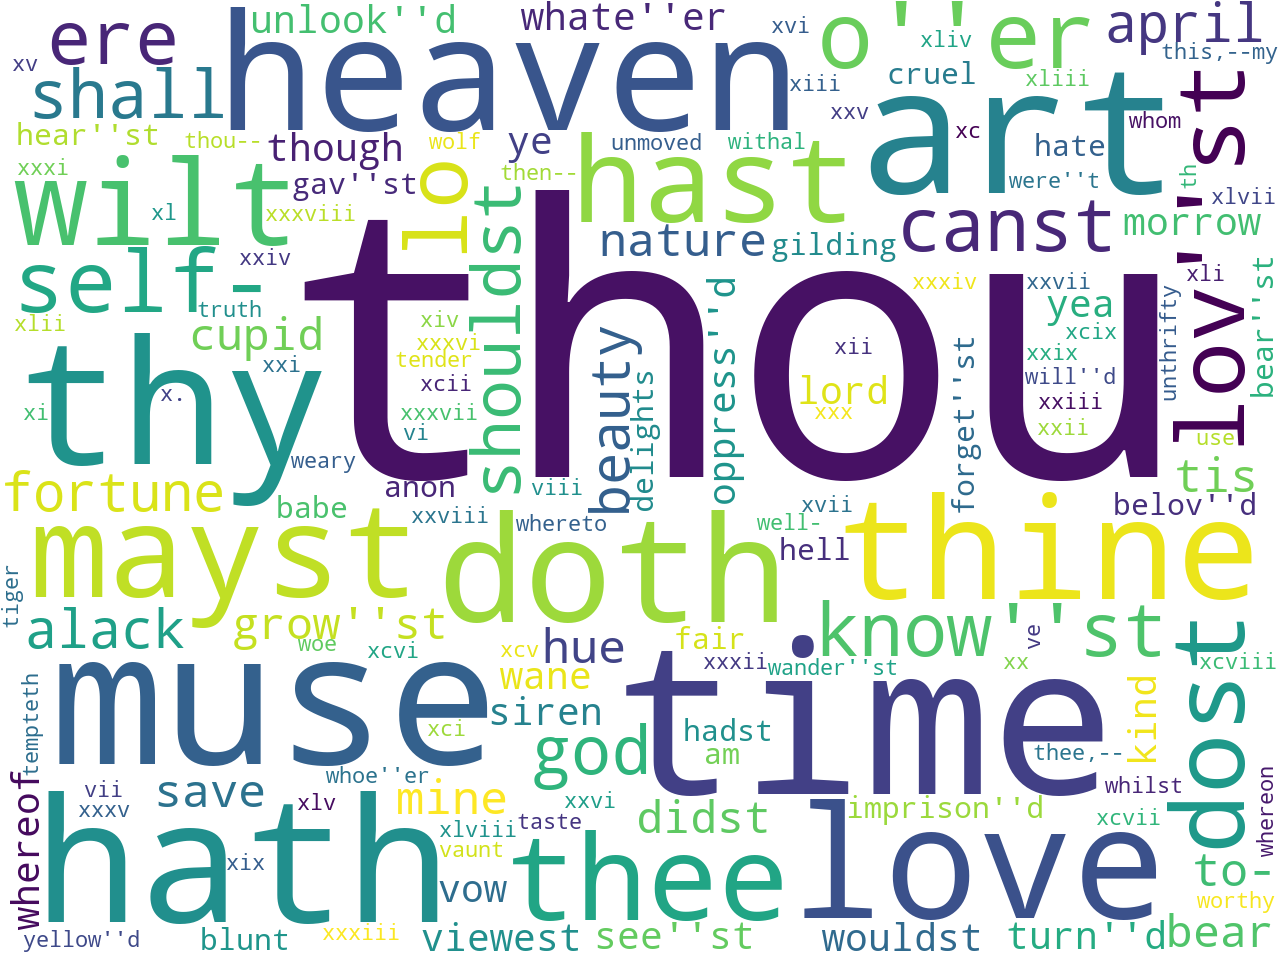 unlook''d
whate''er
xvi
o''er
xliv
april
this,--my
ere
xv
heaven
shall
xiii
cruel
xliii
xxv
art
lov''st
hear''st
thou--
though
wolf
ye
unmoved
withal
xc
whom
hate
xxxi
wilt
gav''st
lo
then--
hast
were''t
th
xlvii
xl
xxxviii
canst
morrow
self-
xxiv
shouldst
nature
gilding
xxxiv
xxvii
xli
bear''st
truth
thou
xlii
cupid
xiv
xxxvi
tender
beauty
oppress''d
xii
yea
xcix
xxix
unthrifty
thy
xxi
xcii
lord
will''d
xxiii
xi
x.
xxxvii
vi
delights
xxx
forget''st
xxii
use
weary
fortune
anon
viii
tis
babe
xxviii
whereto
xvii
well-
belov''d
mayst
doth
hell
thine
tiger
alack
grow''st
woe
xcvi
xcv
hue
fair
xxxii
know''st
ve
wander''st
xx
xcviii
wane
dost
tempteth
muse
siren
time
kind
xci
god
hadst
am
thee,--
whereof
vii
save
whoe''er
whilst
xxxv
xlv
mine
xxvi
didst
imprison''d
whereon
hath
xlviii
taste
xcvii
vaunt
thee
love
to-
xix
vow
worthy
yellow''d
blunt
xxxiii
viewest
see''st
wouldst
turn''d
bear